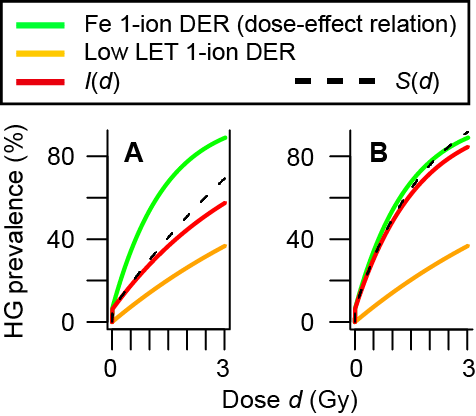 Fe 1-ion DER (dose-effect relation)
Low LET 1-ion DER
I(d) S(d)
HG prevalence (%)
A B
80 80
40 40
0 0
0 3 0 3
Dose d (Gy)